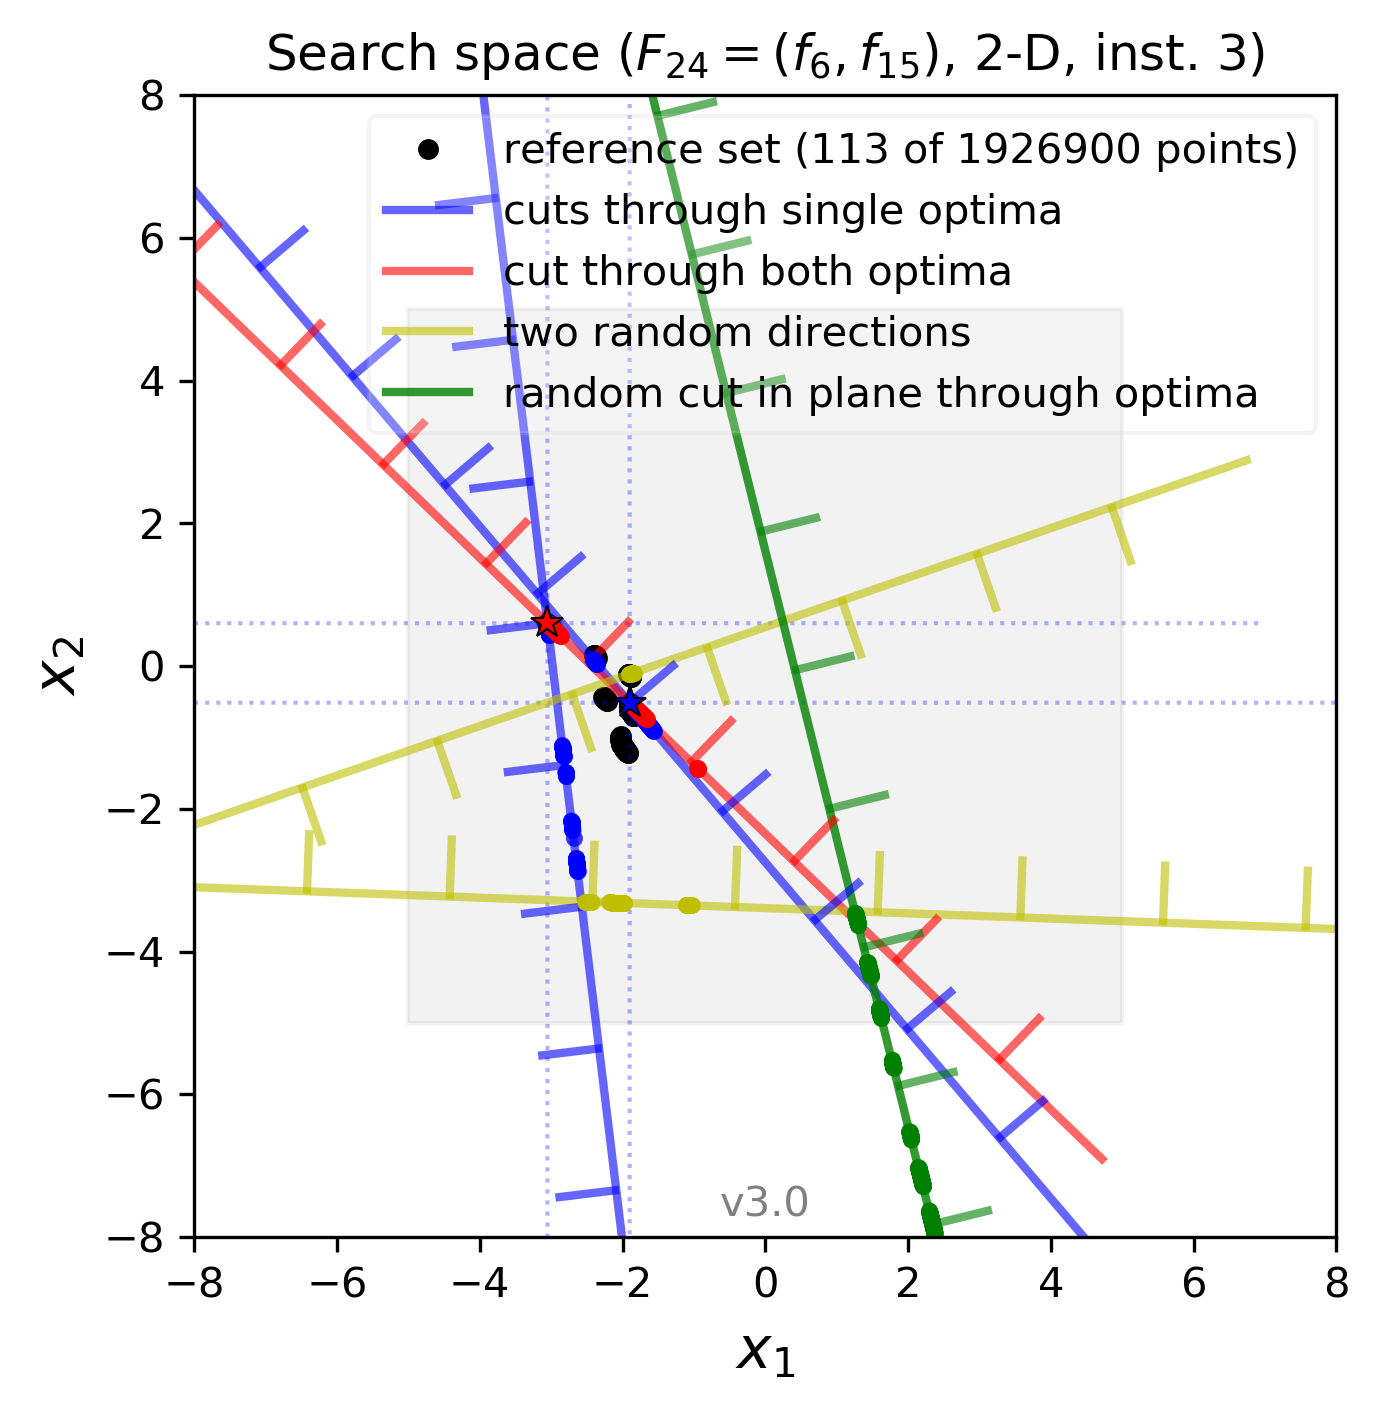 Search space (F₂₄ = (f₆, f₁₅), 2-D, inst. 3)
reference set (113 of 1926900 points)
cuts through single optima
cut through both optima
two random directions
random cut in plane through optima
8
6
4
2
0
−2
−4
−6
−8
x₂
v3.0
−8 −6 −4 −2 0 2 4 6 8
x₁